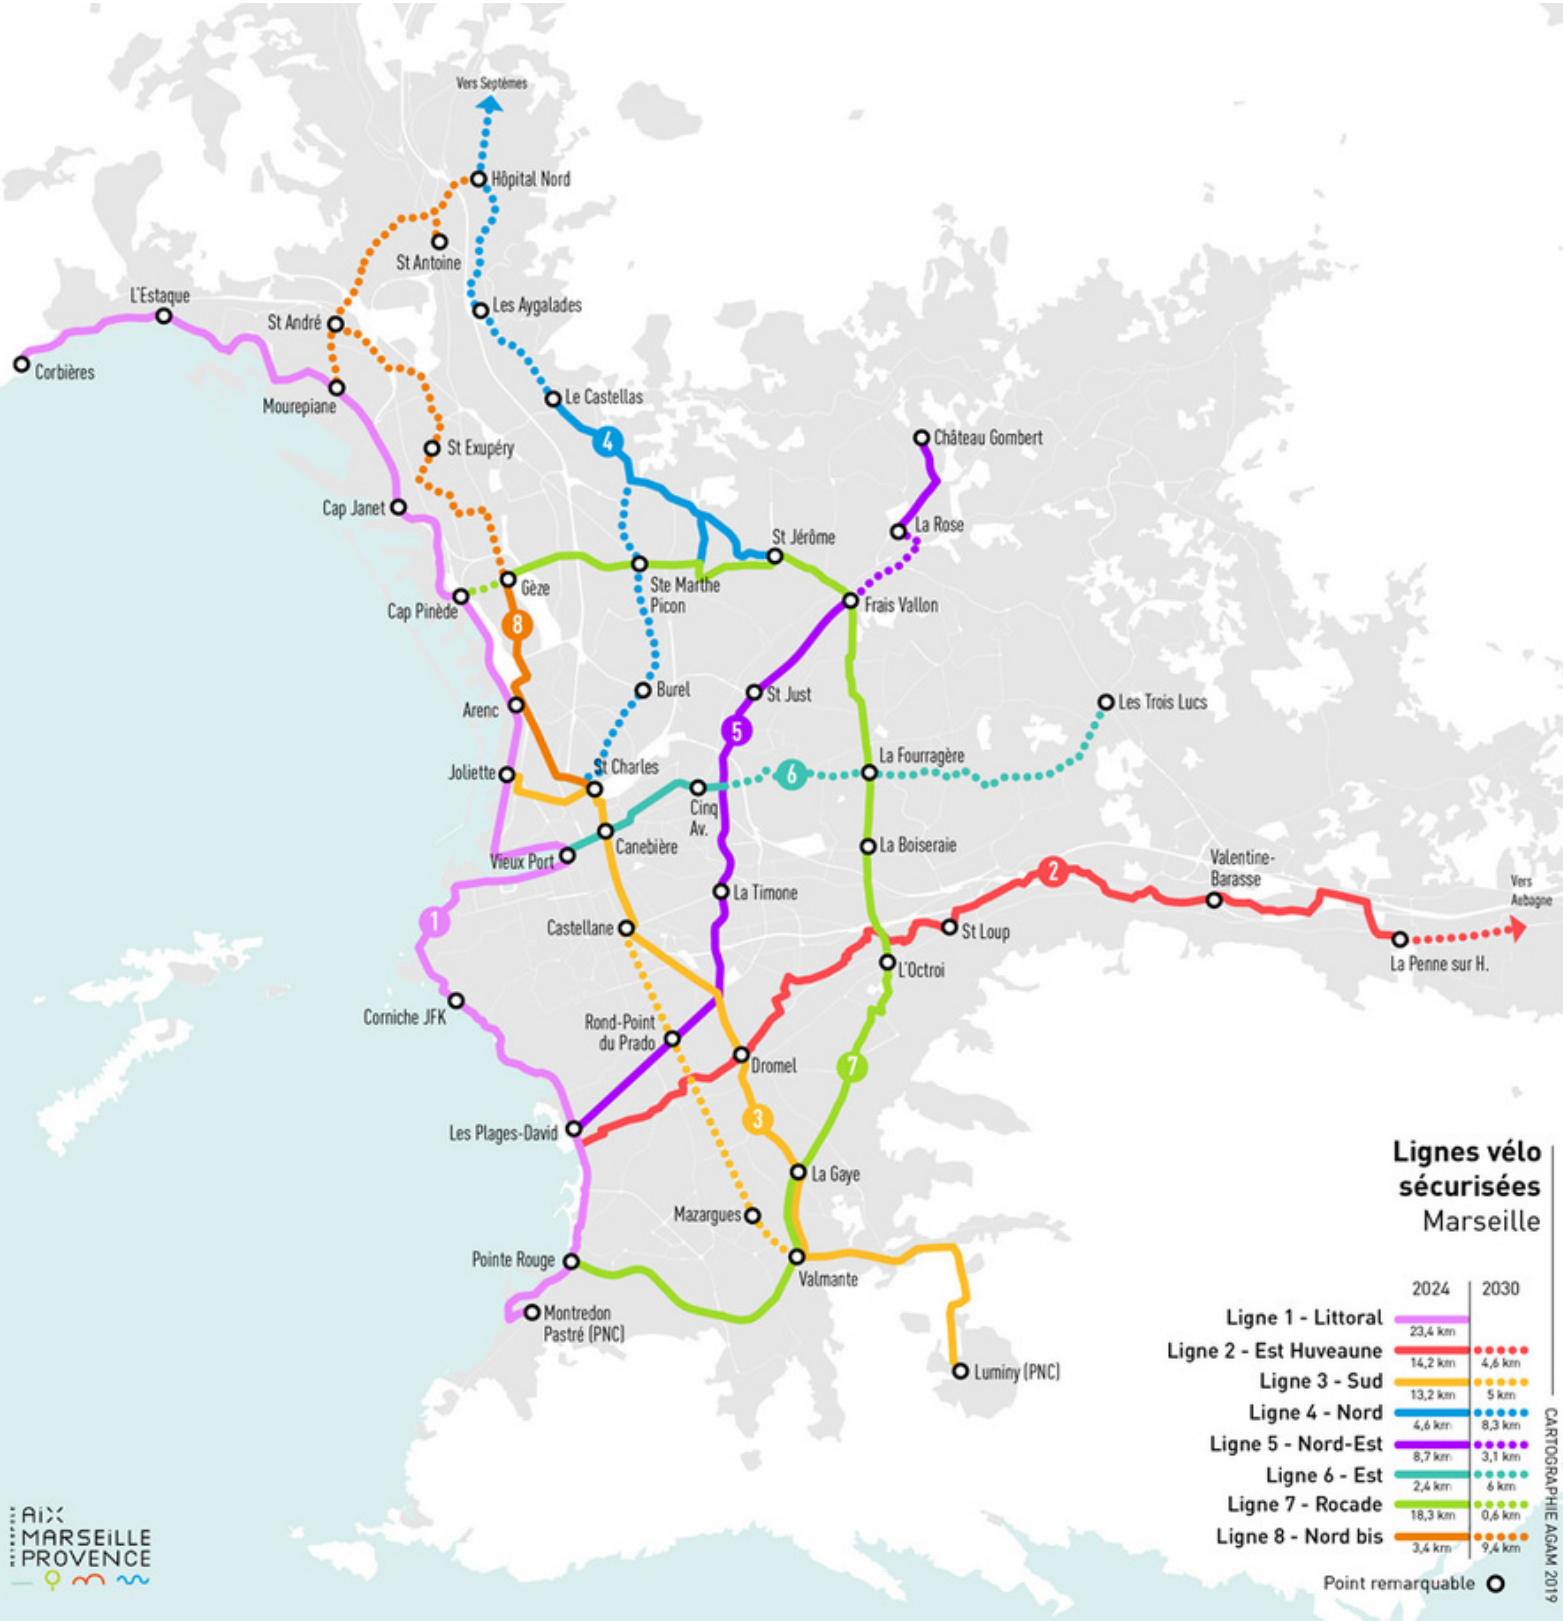 Vers Septèmes
Hôpital Nord
St Antoine
L'Estaque
Les Aygalades
St André
Corbières
Mourepiane
Le Castellas
4
Château Gombert
St Exupéry
Cap Janet
La Rose
St Jérôme
Gèze
Ste Marthe
Picon
Cap Pinède
Frais Vallon
8
Burel
St Just
Les Trois Lucs
Arenc
5
La Fourragère
St Charles
Joliette
6
Cinq
Av.
Canebière
La Boiseraie
Vieux Port
Valentine-
Barasse
2
Vers
Aubagne
La Timone
1
Castellane
St Loup
La Penne sur H.
L'Octroi
Corniche JFK
Rond-Point
du Prado
Dromel
7
3
Les Plages-David
La Gaye
Mazargues
Pointe Rouge
Valmante
Montredon
Pastré (PNC)
Luminy (PNC)
Lignes vélo
sécurisées
Marseille
2024 2030
Ligne 1 - Littoral
23,4 km
Ligne 2 - Est Huveaune
14,2 km 4,6 km
Ligne 3 - Sud
13,2 km 5 km
Ligne 4 - Nord
4,6 km 8,3 km
Ligne 5 - Nord-Est
8,7 km 3,1 km
Ligne 6 - Est
2,4 km 6 km
Ligne 7 - Rocade
18,3 km 0,6 km
Ligne 8 - Nord bis
3,4 km 9,4 km
Point remarquable
CARTOGRAPHIE AGAM 2019
MÉTROPOLE
AIX
MARSEILLE
PROVENCE